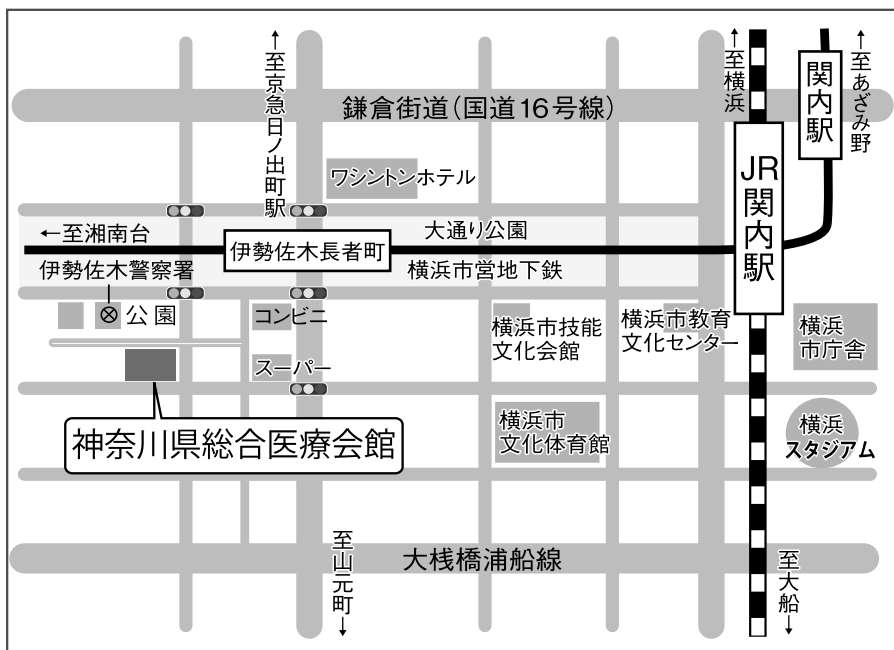 ↑至京急日ノ出町駅
↑至横浜
関内駅
↑至あざみ野
鎌倉街道(国道16号線)
ワシントンホテル
JR関内駅
←至湘南台
大通り公園
伊勢佐木長者町
伊勢佐木警察署
横浜市営地下鉄
公園
コンビニ
横浜市技能
文化会館
横浜市教育
文化センター
横浜
市庁舎
スーパー
神奈川県総合医療会館
横浜市
文化体育館
横浜
スタジアム
至山元町↓
大桟橋浦船線
至大船↓